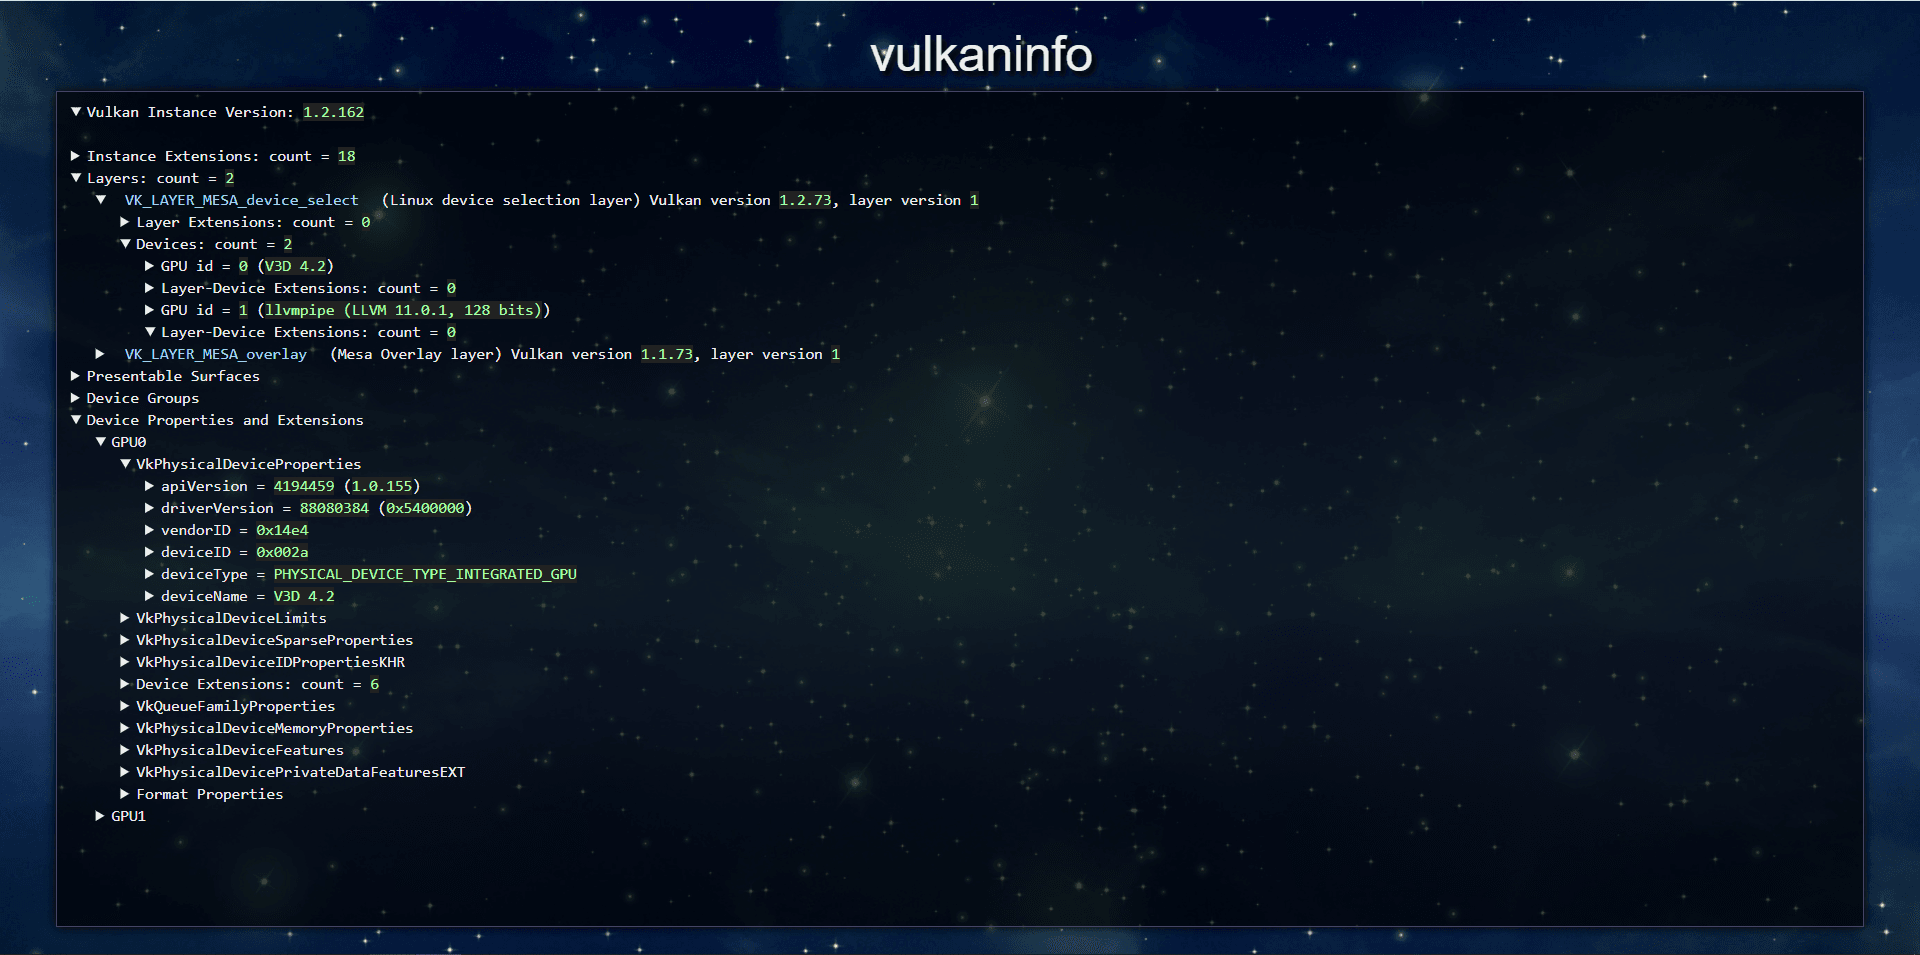 vulkaninfo
Vulkan Instance Version: 1.2.162
Instance Extensions: count = 18
Layers: count = 2
VK_LAYER_MESA_device_select (Linux device selection layer) Vulkan version 1.2.73, layer version 1
Layer Extensions: count = 0
Devices: count = 2
GPU id = 0 (V3D 4.2)
Layer-Device Extensions: count = 0
GPU id = 1 (llvmpipe (LLVM 11.0.1, 128 bits))
Layer-Device Extensions: count = 0
VK_LAYER_MESA_overlay (Mesa Overlay layer) Vulkan version 1.1.73, layer version 1
Presentable Surfaces
Device Groups
Device Properties and Extensions
GPU0
VkPhysicalDeviceProperties
apiVersion = 4194459 (1.0.155)
driverVersion = 88080384 (0x5400000)
vendorID = 0x14e4
deviceID = 0x002a
deviceType = PHYSICAL_DEVICE_TYPE_INTEGRATED_GPU
deviceName = V3D 4.2
VkPhysicalDeviceLimits
VkPhysicalDeviceSparseProperties
VkPhysicalDeviceIDPropertiesKHR
Device Extensions: count = 6
VkQueueFamilyProperties
VkPhysicalDeviceMemoryProperties
VkPhysicalDeviceFeatures
VkPhysicalDevicePrivateDataFeaturesEXT
Format Properties
GPU1